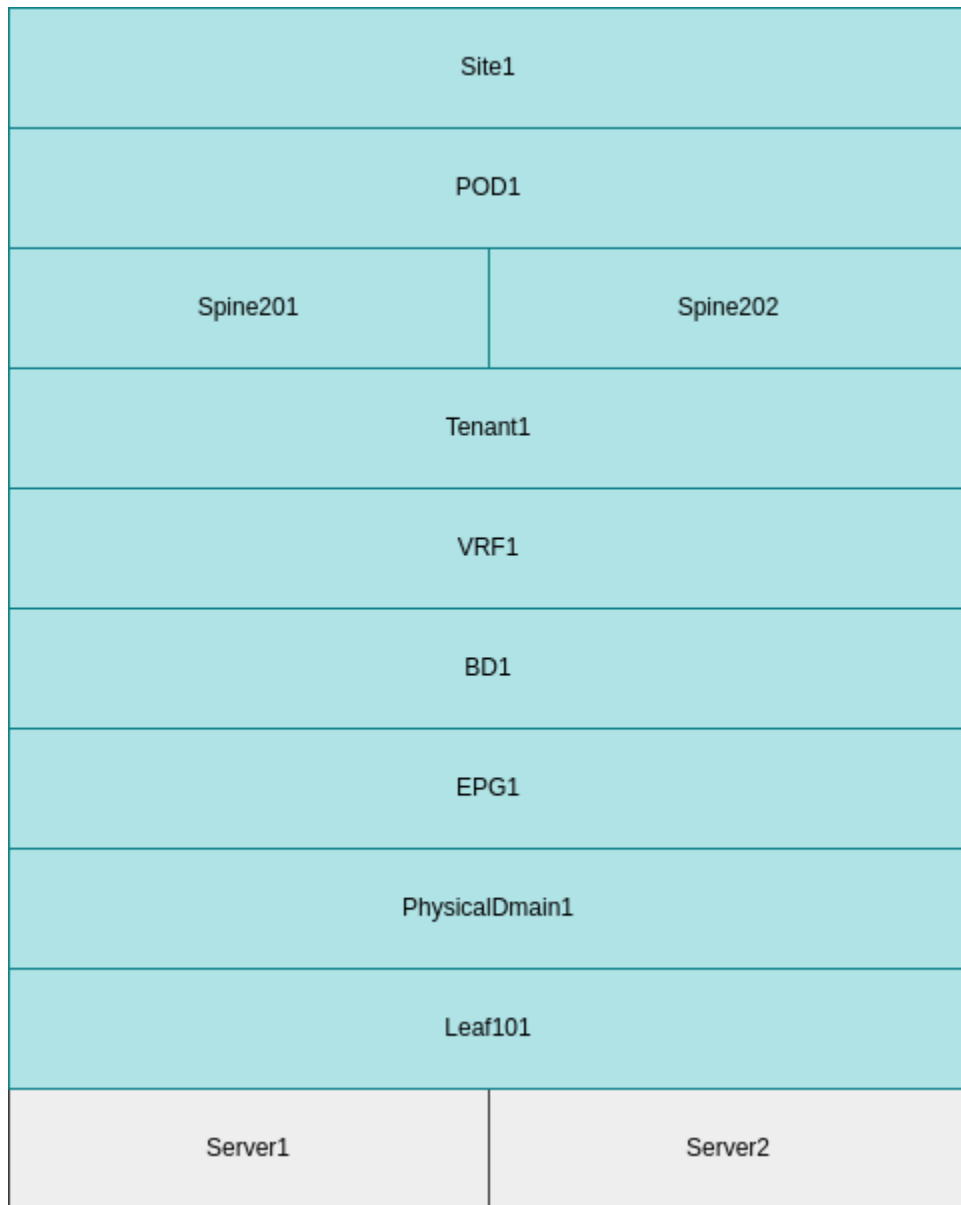 Site1
POD1
Spine201 Spine202
Tenant1
VRF1
BD1
EPG1
PhysicalDmain1
Leaf101
Server1 Server2